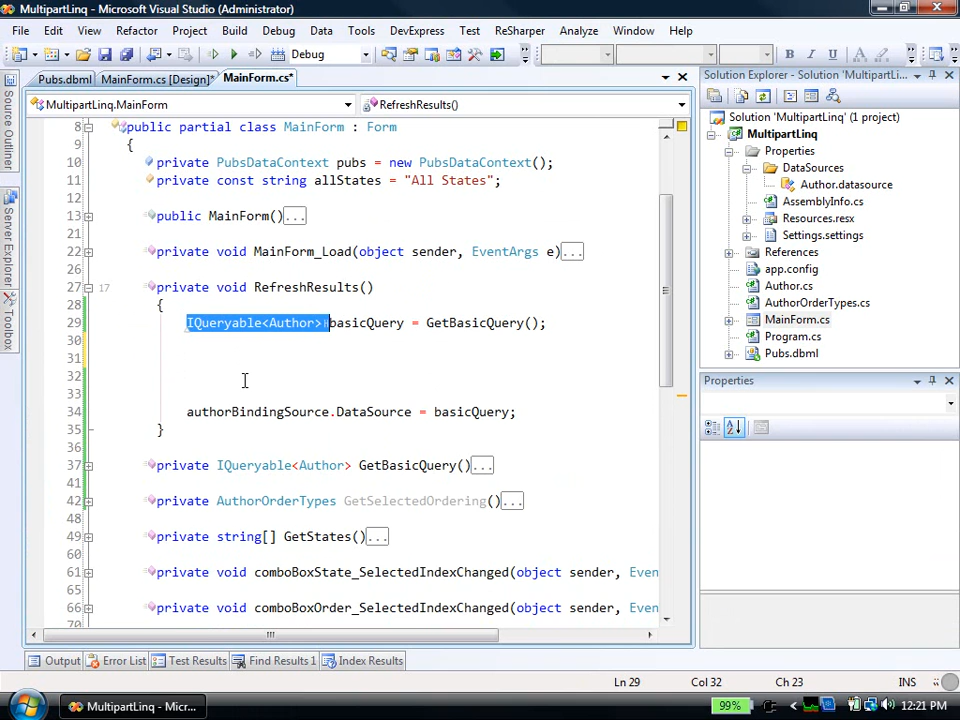 MultipartLinq - Microsoft Visual Studio (Administrator)
File Edit View Refactor Project Build Debug Data Tools DevExpress Test ReSharper Analyze Window Help
Debug
Pubs.dbml MainForm.cs [Design]* MainForm.cs*
MultipartLinq.MainForm RefreshResults()
8 public partial class MainForm : Form
9 {
10 private PubsDataContext pubs = new PubsDataContext();
11 private const string allStates = "All States";
12
13 public MainForm()...
21
22 private void MainForm_Load(object sender, EventArgs e)...
26
27 17 private void RefreshResults()
28 {
29 IQueryable<Author> basicQuery = GetBasicQuery();
30
31
32
33
34 authorBindingSource.DataSource = basicQuery;
35 }
36
37 private IQueryable<Author> GetBasicQuery()...
41
42 private AuthorOrderTypes GetSelectedOrdering()...
48
49 private string[] GetStates()...
60
61 private void comboBoxState_SelectedIndexChanged(object sender, Even
65
66 private void comboBoxOrder_SelectedIndexChanged(object sender, Even
70
Source Outliner
Server Explorer
Toolbox
Solution Explorer - Solution 'MultipartLi...
Solution 'MultipartLinq' (1 project)
MultipartLinq
Properties
DataSources
Author.datasource
AssemblyInfo.cs
Resources.resx
Settings.settings
References
app.config
Author.cs
AuthorOrderTypes.cs
MainForm.cs
Program.cs
Pubs.dbml
Properties
Output Error List Test Results Find Results 1 Index Results
Ln 29 Col 32 Ch 23 INS
MultipartLinq - Micr... 99% 12:21 PM